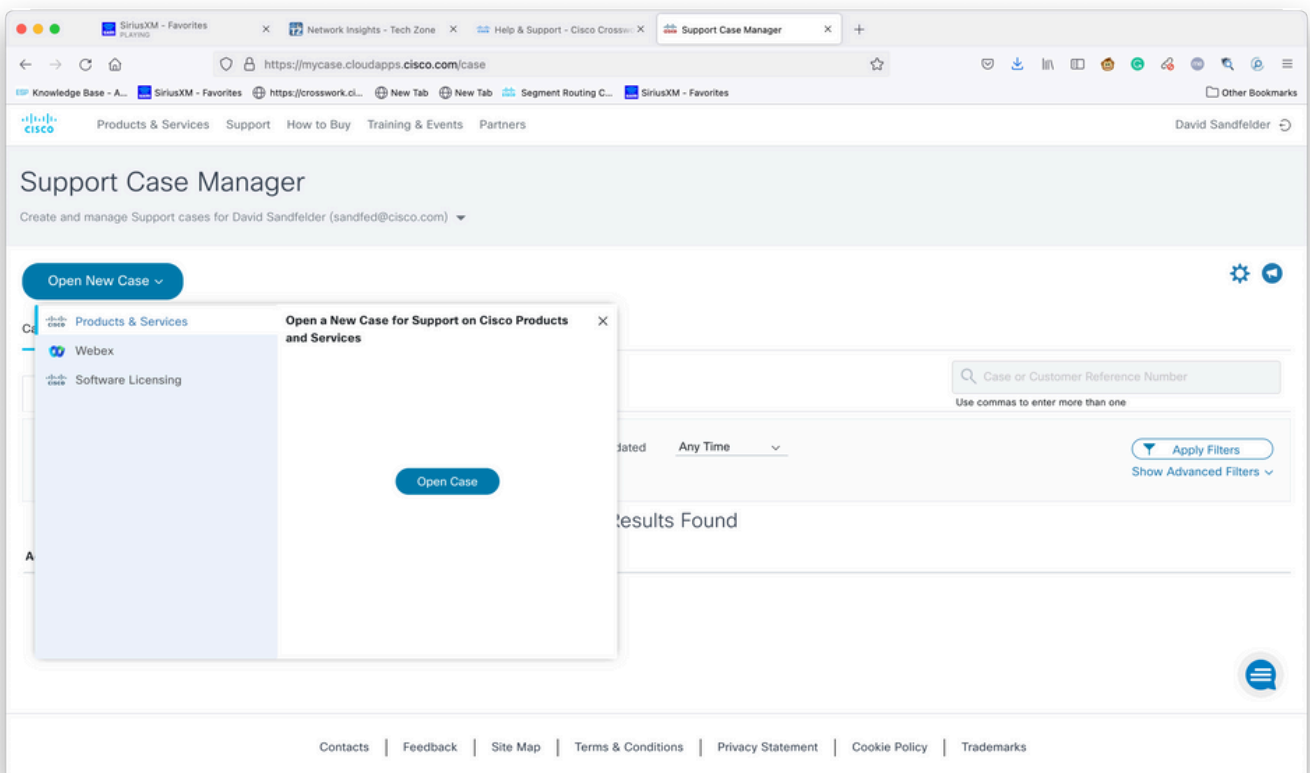 SiriusXM - Favorites
PLAYING
Network Insights - Tech Zone
Help & Support - Cisco Crosswo
Support Case Manager
https://mycase.cloudapps.cisco.com/case
Knowledge Base - A...
SiriusXM - Favorites
https://crosswork.ci...
New Tab
New Tab
Segment Routing C...
SiriusXM - Favorites
Other Bookmarks
CISCO
Products & Services
Support
How to Buy
Training & Events
Partners
David Sandfelder
Support Case Manager
Create and manage Support cases for David Sandfelder (sandfed@cisco.com)
Open New Case
Ca
Products & Services
Webex
Software Licensing
Open a New Case for Support on Cisco Products
and Services
Open Case
Case or Customer Reference Number
Use commas to enter more than one
dated
Any Time
Apply Filters
Show Advanced Filters
Results Found
A
Contacts
Feedback
Site Map
Terms & Conditions
Privacy Statement
Cookie Policy
Trademarks